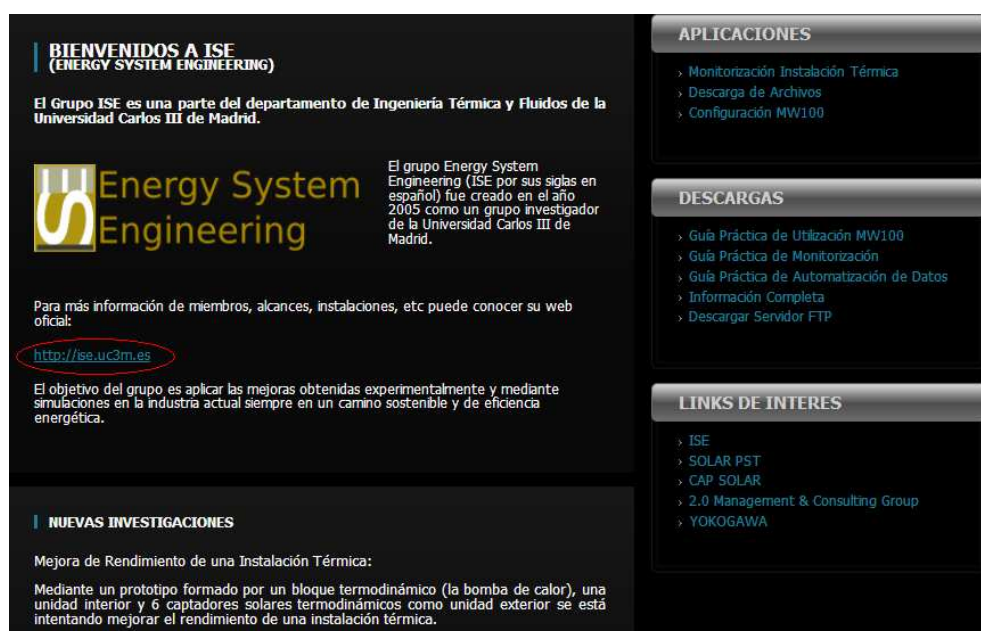 BIENVENIDOS A ISE
(ENERGY SYSTEM ENGINEERING)
El Grupo ISE es una parte del departamento de Ingeniería Térmica y Fluidos de la
Universidad Carlos III de Madrid.
Energy System
Engineering
El grupo Energy System
Engineering (ISE por sus siglas en
español) fue creado en el año
2005 como un grupo investigador
de la Universidad Carlos III de
Madrid.
Para más información de miembros, alcances, instalaciones, etc puede conocer su web
oficial:
http://ise.uc3m.es
El objetivo del grupo es aplicar las mejoras obtenidas experimentalmente y mediante
simulaciones en la industria actual siempre en un camino sostenible y de eficiencia
energética.
NUEVAS INVESTIGACIONES
Mejora de Rendimiento de una Instalación Térmica:
Mediante un prototipo formado por un bloque termodinámico (la bomba de calor), una
unidad interior y 6 captadores solares termodinámicos como unidad exterior se está
intentando mejorar el rendimiento de una instalación térmica.
APLICACIONES
› Monitorización Instalación Térmica
› Descarga de Archivos
› Configuración MW100
DESCARGAS
› Guía Práctica de Utilización MW100
› Guía Práctica de Monitorización
› Guía Práctica de Automatización de Datos
› Información Completa
› Descargar Servidor FTP
LINKS DE INTERES
› ISE
› SOLAR PST
› CAP SOLAR
› 2.0 Management & Consulting Group
› YOKOGAWA